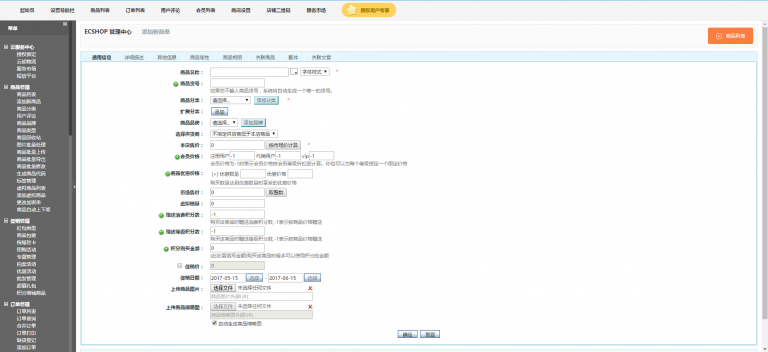 起始页 设置导航栏 商品列表 订单列表 用户评论 会员列表 商店设置 店铺二维码 服务市场 授权用户专享
菜单
ECSHOP 管理中心 添加新商品
商品列表
云服务中心
授权绑定
云起物流
服务市场
短信平台
商品管理
商品列表
添加新商品
商品分类
用户评论
商品品牌
商品类型
商品回收站
图片批量处理
商品批量上传
商品批量导出
商品批量修改
生成商品代码
标签管理
虚拟商品列表
添加虚拟商品
更改加密串
商品自动上下架
促销管理
红包类型
商品包装
祝福贺卡
团购活动
专题管理
拍卖活动
优惠活动
批发管理
超值礼包
积分商城商品
订单管理
订单列表
订单查询
合并订单
订单打印
缺货登记
添加订单
通用信息 详细描述 其他信息 商品属性 商品相册 关联商品 配件 关联文章
商品名称: 字体样式 *
商品货号:
如果您不输入商品货号,系统将自动生成一个唯一的货号。
商品分类: 请选择... 添加分类 *
扩展分类: 添加
商品品牌: 请选择... 添加品牌
选择供货商: 不指定供货商属于本店商品
本店售价: 0 按市场价计算 *
会员价格: 注册用户 -1 代销用户 -1 vip -1
会员价格为-1时表示会员价格按会员等级折扣率计算。你也可以为每个等级指定一个固定价格
商品优惠价格: [+] 优惠数量 优惠价格
购买数量达到优惠数量时享受的优惠价格
市场售价: 0 取整数
虚拟销量: 0
赠送消费积分数: -1
购买该商品时赠送消费积分数,-1表示按商品价格赠送
赠送等级积分数: -1
购买该商品时赠送等级积分数,-1表示按商品价格赠送
积分购买金额: 0
(此处需填写金额)购买该商品时最多可以使用积分的金额
促销价: 0
促销日期: 2017-05-15 选择 - 2017-06-15 选择
上传商品图片: 选择文件 未选择任何文件
商品图片外部URL
上传商品缩略图: 选择文件 未选择任何文件
商品缩略图外部URL
自动生成商品缩略图
确定 重置